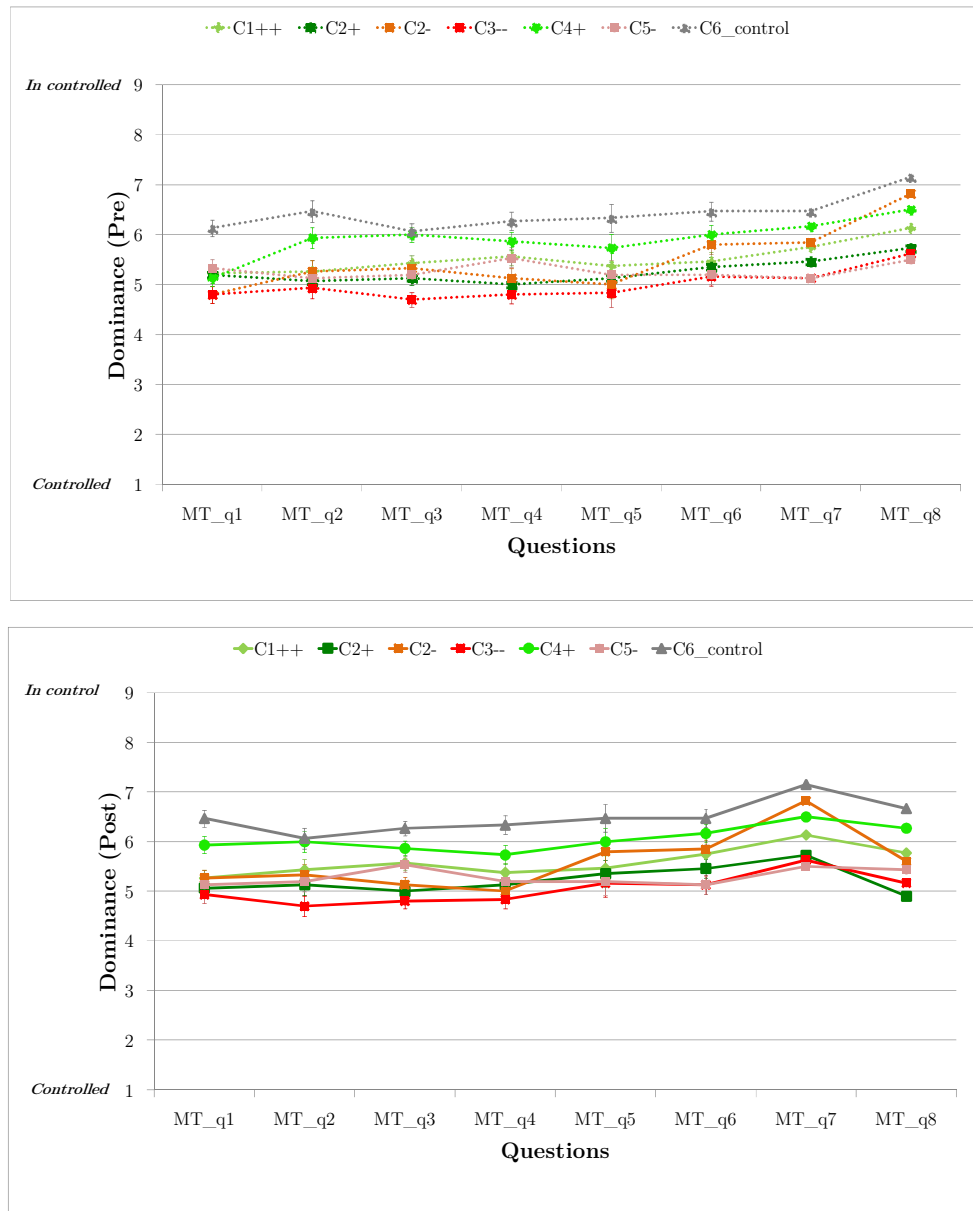 C1++ C2+ C2- C3-- C4+ C5- C6_control
In controlled
9
8
7
6
5
4
3
2
1
Controlled
Dominance (Pre)
MT_q1 MT_q2 MT_q3 MT_q4 MT_q5 MT_q6 MT_q7 MT_q8
Questions
C1++ C2+ C2- C3-- C4+ C5- C6_control
In control
9
8
7
6
5
4
3
2
1
Controlled
Dominance (Post)
MT_q1 MT_q2 MT_q3 MT_q4 MT_q5 MT_q6 MT_q7 MT_q8
Questions